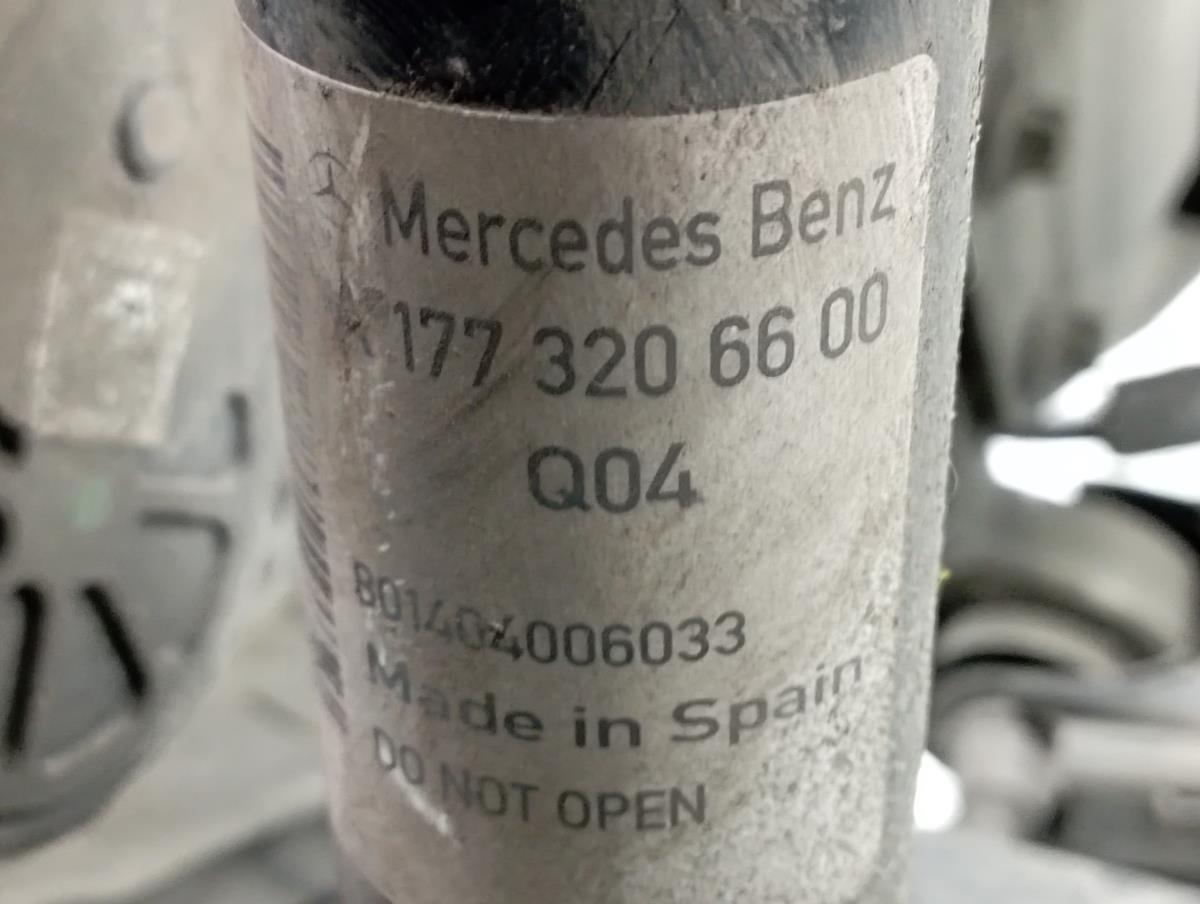 Mercedes Benz
A 177 320 66 00
Q04
801404006033
Made in Spain
DO NOT OPEN